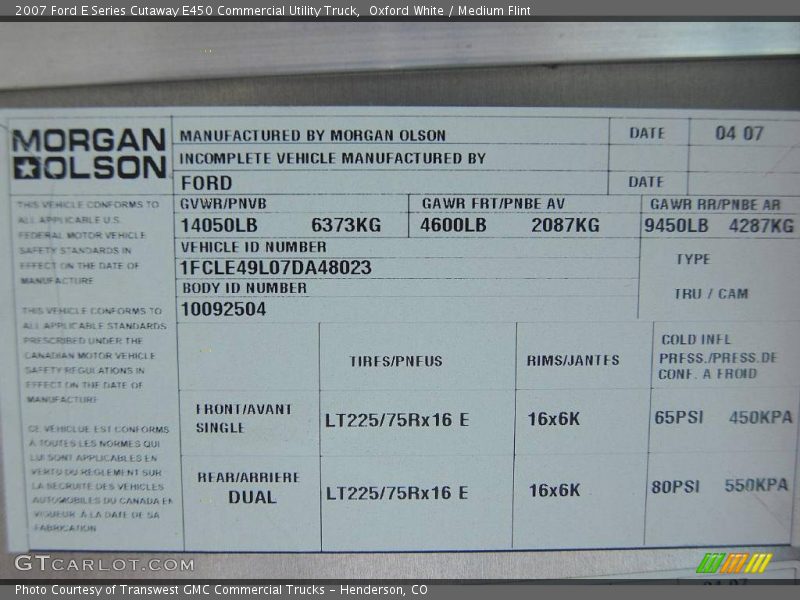 2007 Ford E Series Cutaway E450 Commercial Utility Truck,  Oxford White / Medium Flint
MORGAN
OLSON
MANUFACTURED BY MORGAN OLSON
DATE
04 07
INCOMPLETE VEHICLE MANUFACTURED BY
FORD
DATE
GVWR/PNVB
GAWR FRT/PNBE AV
GAWR RR/PNBE AR
14050LB 6373KG
4600LB 2087KG
9450LB 4287KG
VEHICLE ID NUMBER
1FCLE49L07DA48023
TYPE
BODY ID NUMBER
TRU / CAM
10092504
THIS VEHICLE CONFORMS TO
ALL APPLICABLE U.S.
FEDERAL MOTOR VEHICLE
SAFETY STANDARDS IN
EFFECT ON THE DATE OF
MANUFACTURE
THIS VEHICLE CONFORMS TO
ALL APPLICABLE STANDARDS
PRESCRIBED UNDER THE
CANADIAN MOTOR VEHICLE
SAFETY REGULATIONS IN
EFFECT ON THE DATE OF
MANUFACTURE
CE VEHICLUE EST CONFORMS
A TOUTES LES NORMES QUI
LUI SONT APPLICABLES EN
VERTU DU REGLEMENT SUR
LA SECRUITE DES VEHICLES
AUTOMOBILES DU CANADA EN
VIGUEUR A LA DATE DE SA
FABRICATION
TIRES/PNEUS
RIMS/JANTES
COLD INFL
PRESS./PRESS.DE
CONF. A FROID
FRONT/AVANT
SINGLE
LT225/75Rx16 E
16x6K
65PSI 450KPA
REAR/ARRIERE
DUAL
LT225/75Rx16 E
16x6K
80PSI 550KPA
GTCARLOT.COM
04 07
Photo Courtesy of Transwest GMC Commercial Trucks - Henderson, CO